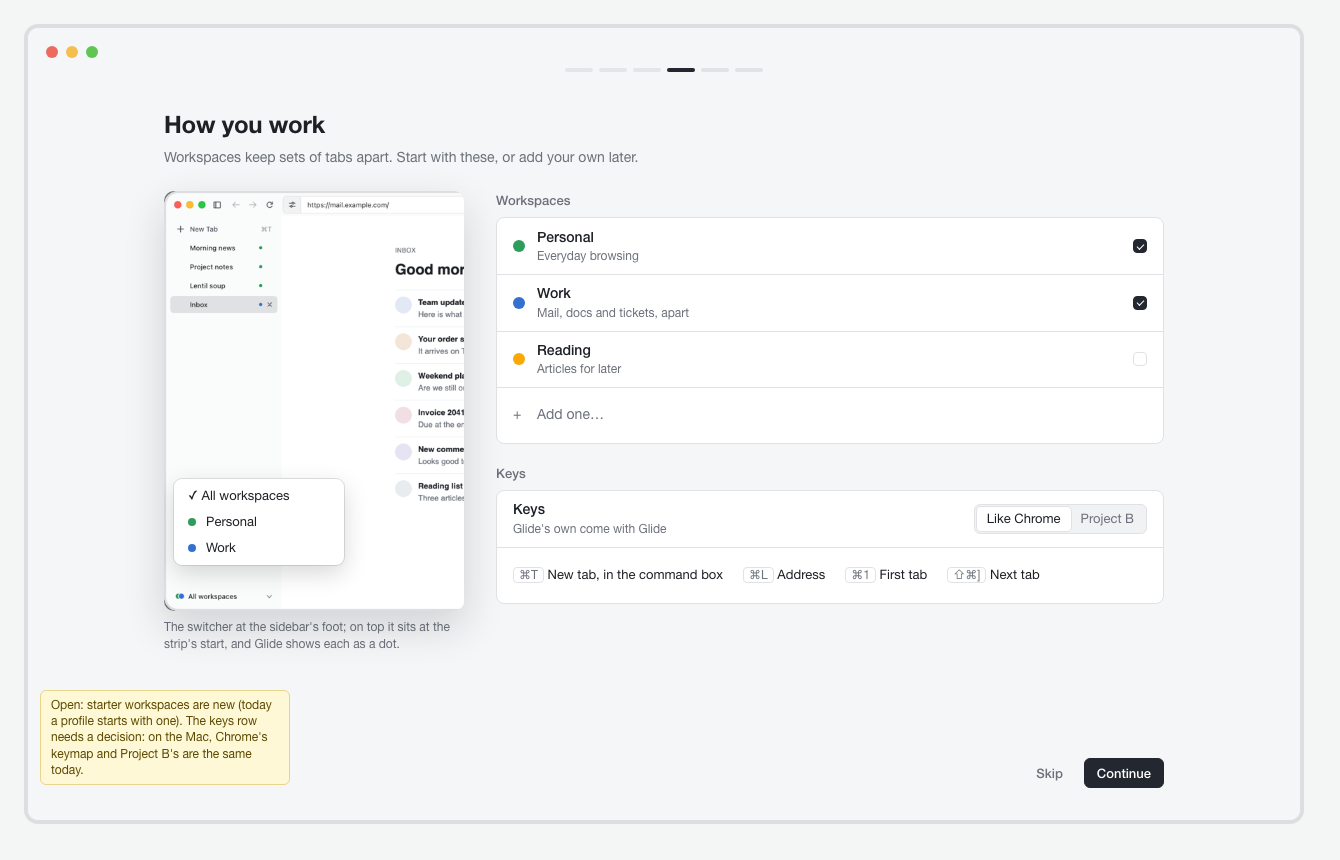 How you work
Workspaces keep sets of tabs apart. Start with these, or add your own later.
https://mail.example.com/
New Tab ⌘T
Morning news
Project notes
Lentil soup
Inbox
INBOX
Good mor
Team update
Here is what
Your order s
It arrives on T
Weekend pla
Are we still o
Invoice 2041
Due at the en
New comme
Looks good t
Reading list
Three articles
✓ All workspaces
Personal
Work
All workspaces
The switcher at the sidebar's foot; on top it sits at the
strip's start, and Glide shows each as a dot.
Workspaces
Personal
Everyday browsing
Work
Mail, docs and tickets, apart
Reading
Articles for later
+ Add one…
Keys
Keys
Glide's own come with Glide
Like Chrome Project B
⌘T New tab, in the command box ⌘L Address ⌘1 First tab ⇧⌘] Next tab
Open: starter workspaces are new (today
a profile starts with one). The keys row
needs a decision: on the Mac, Chrome's
keymap and Project B's are the same
today.
Skip Continue